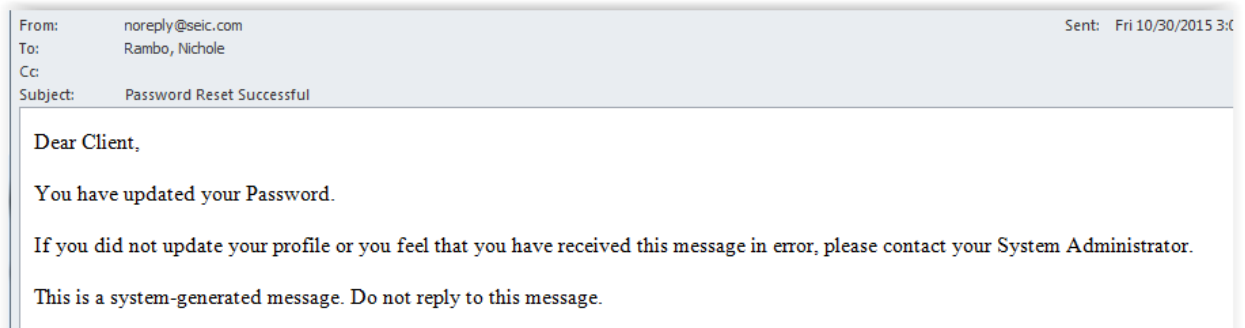 From: noreply@seic.com Sent: Fri 10/30/2015 3:0
To: Rambo, Nichole
Cc:
Subject: Password Reset Successful
Dear Client,
You have updated your Password.
If you did not update your profile or you feel that you have received this message in error, please contact your System Administrator.
This is a system-generated message. Do not reply to this message.